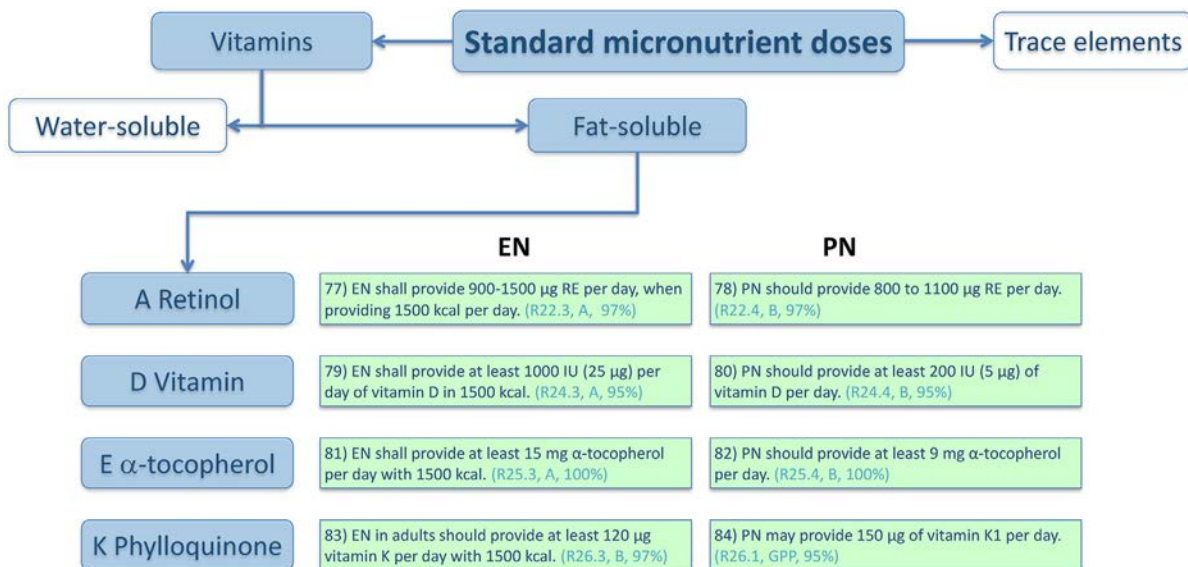 Vitamins
Standard micronutrient doses
Trace elements
Water-soluble
Fat-soluble
EN
PN
A Retinol
77) EN shall provide 900-1500 µg RE per day, when
providing 1500 kcal per day. (R22.3, A, 97%)
78) PN should provide 800 to 1100 µg RE per day.
(R22.4, B, 97%)
D Vitamin
79) EN shall provide at least 1000 IU (25 µg) per
day of vitamin D in 1500 kcal. (R24.3, A, 95%)
80) PN should provide at least 200 IU (5 µg) of
vitamin D per day. (R24.4, B, 95%)
E α-tocopherol
81) EN shall provide at least 15 mg α-tocopherol
per day with 1500 kcal. (R25.3, A, 100%)
82) PN should provide at least 9 mg α-tocopherol
per day. (R25.4, B, 100%)
K Phylloquinone
83) EN in adults should provide at least 120 µg
vitamin K per day with 1500 kcal. (R26.3, B, 97%)
84) PN may provide 150 µg of vitamin K1 per day.
(R26.1, GPP, 95%)